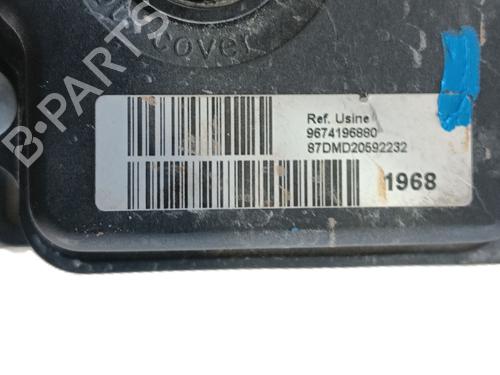 cover
Ref. Usine
9674196880
87DMD20592232
1968
B-PARTS